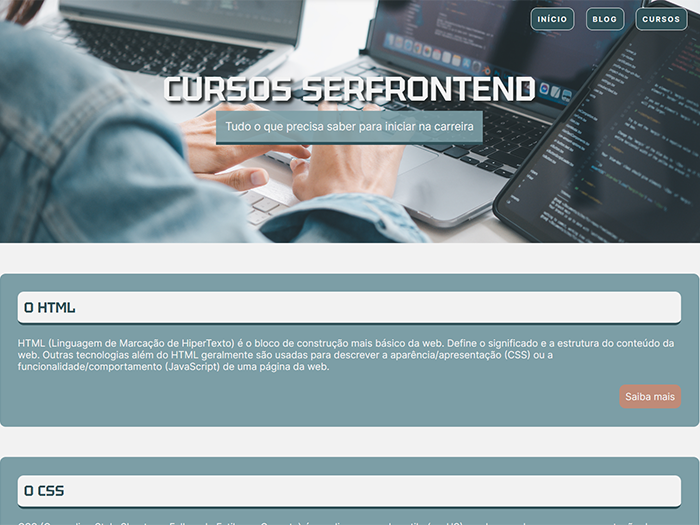 INÍCIO BLOG CURSOS
CURSOS SERFRONTEND
Tudo o que precisa saber para iniciar na carreira
O HTML
HTML (Linguagem de Marcação de HiperTexto) é o bloco de construção mais básico da web. Define o significado e a estrutura do conteúdo da
web. Outras tecnologias além do HTML geralmente são usadas para descrever a aparência/apresentação (CSS) ou a
funcionalidade/comportamento (JavaScript) de uma página da web.
Saiba mais
O CSS